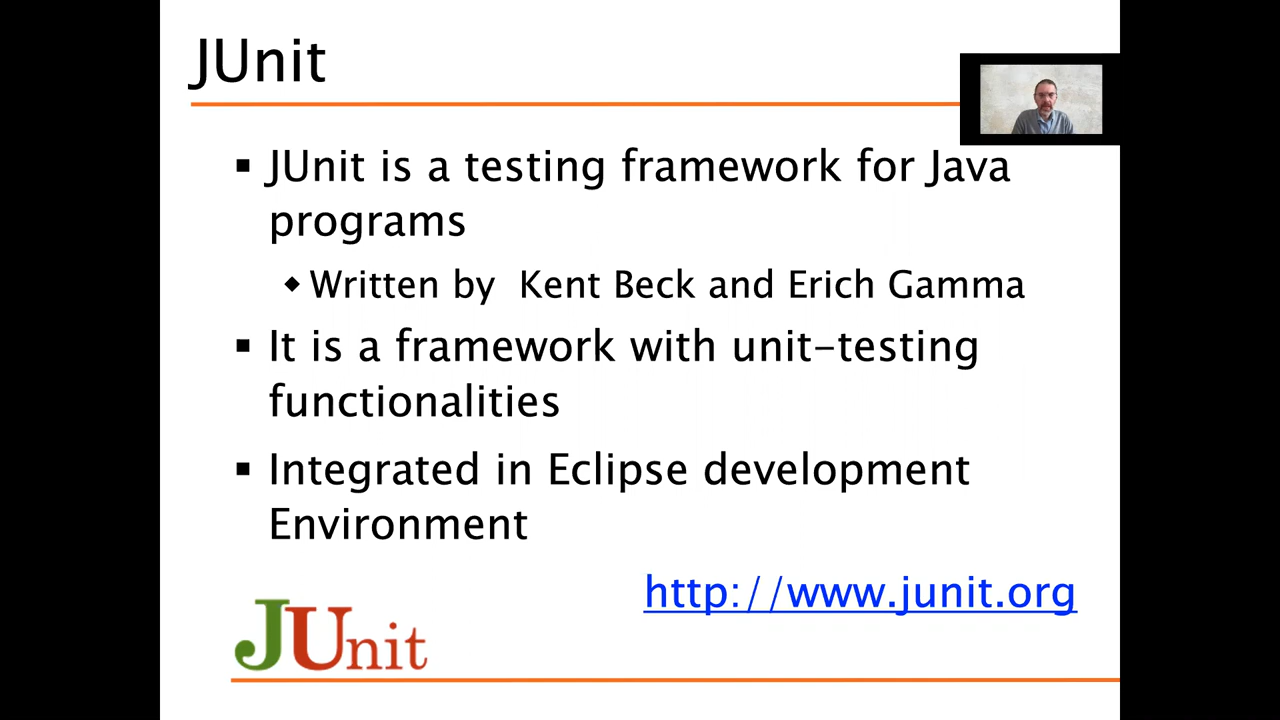 JUnit
▪ JUnit is a testing framework for Java
programs
◆ Written by  Kent Beck and Erich Gamma
▪ It is a framework with unit-testing
functionalities
▪ Integrated in Eclipse development
Environment
http://www.junit.org
JUnit